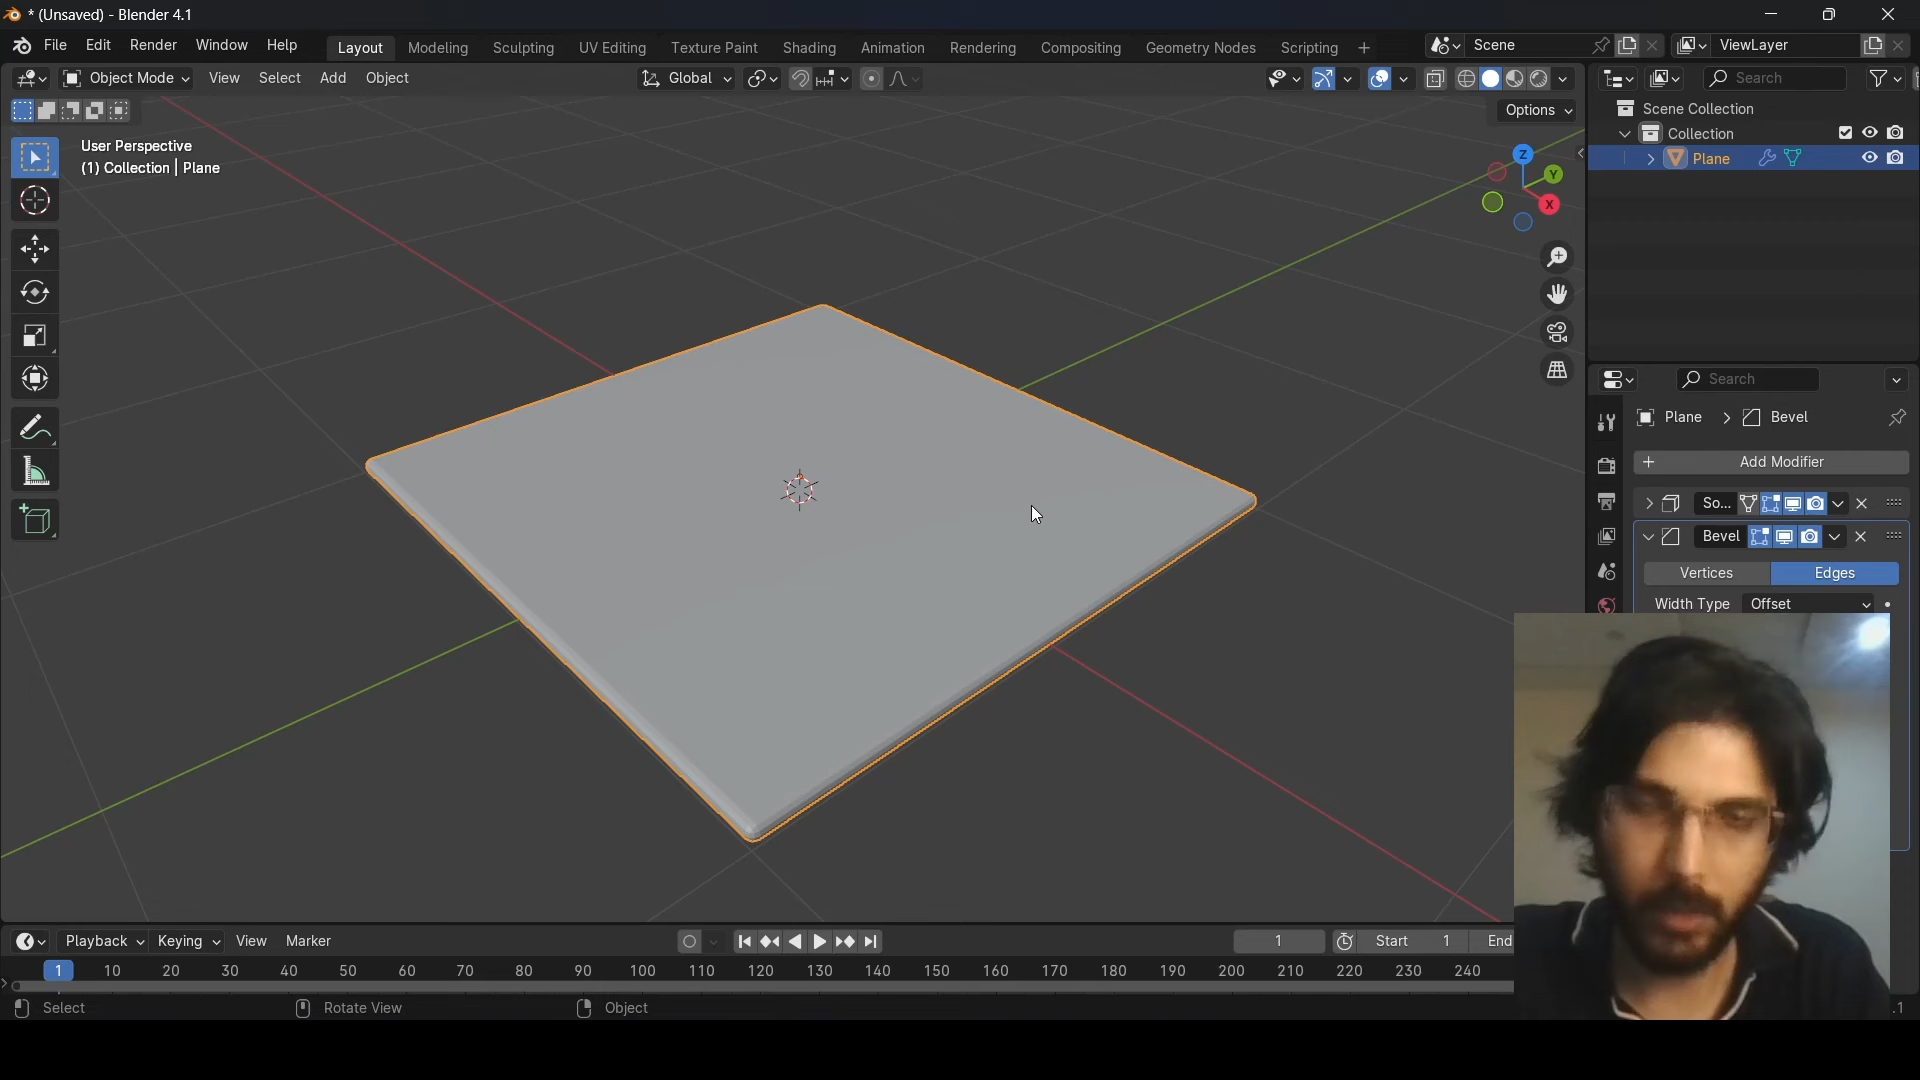 * (Unsaved) - Blender 4.1
File Edit Render Window Help Layout Modeling Sculpting UV Editing Texture Paint Shading Animation Rendering Compositing Geometry Nodes Scripting + Scene ViewLayer
Object Mode View Select Add Object Global Search
Options
User Perspective
(1) Collection | Plane
Z
Y
X
Scene Collection
Collection
Plane
Search
Plane > Bevel
+ Add Modifier
So...
Bevel
Vertices Edges
Width Type Offset
Playback Keying View Marker 1 Start 1 End
1 10 20 30 40 50 60 70 80 90 100 110 120 130 140 150 160 170 180 190 200 210 220 230 240
Select Rotate View Object .1